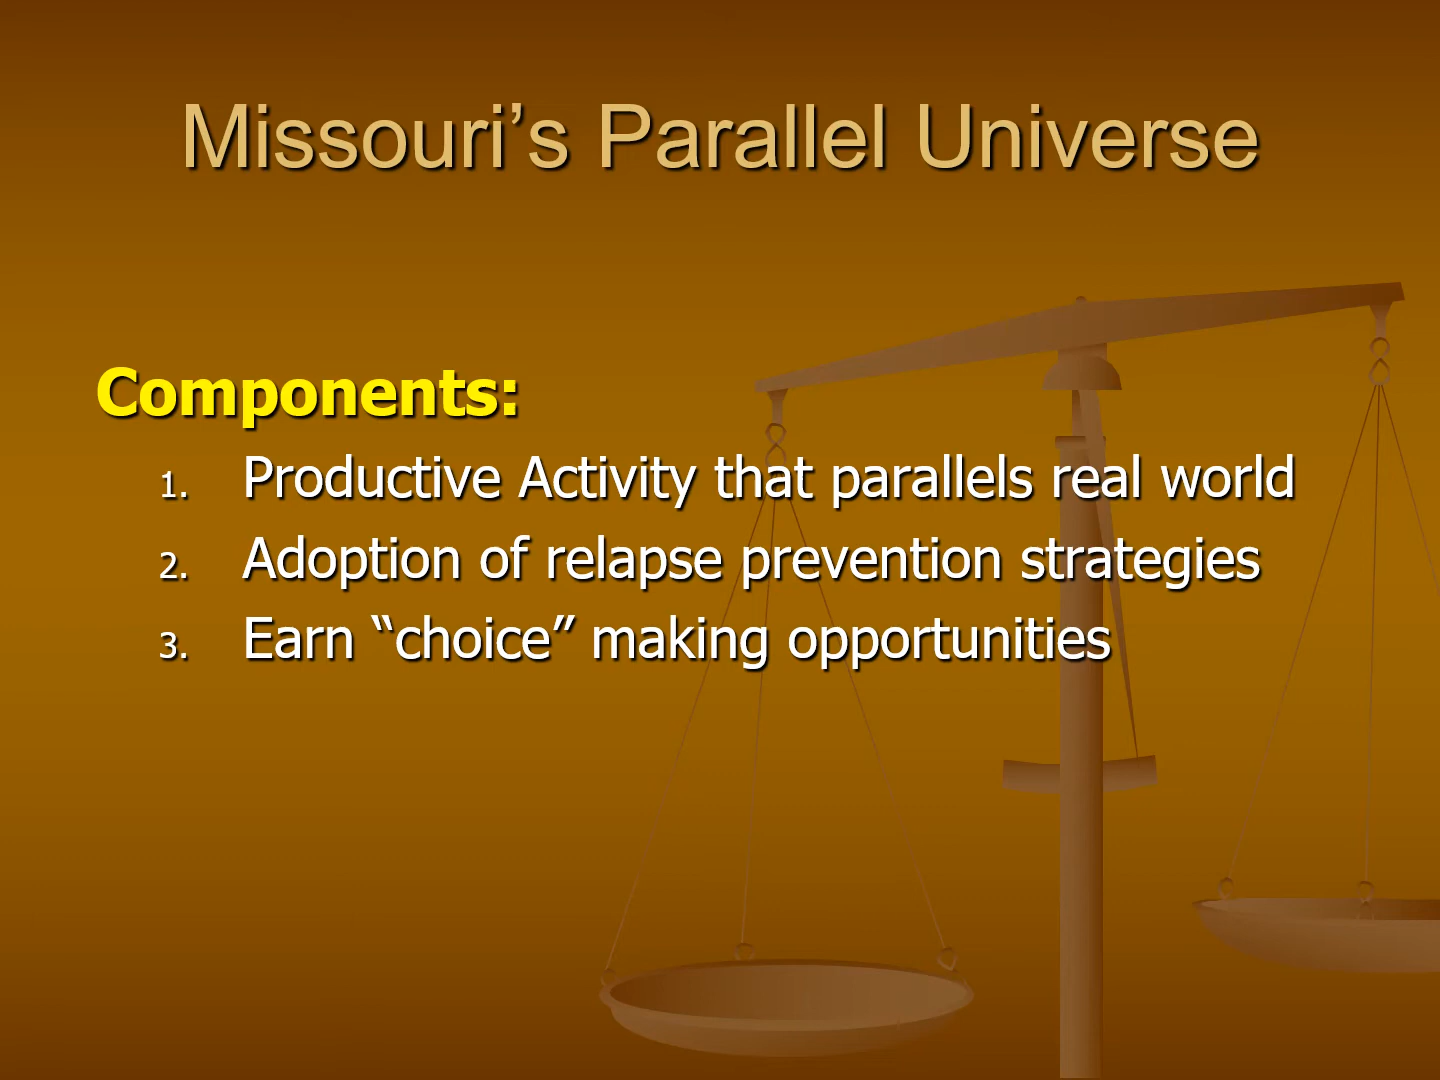 Missouri’s Parallel Universe
Components:
1. Productive Activity that parallels real world
2. Adoption of relapse prevention strategies
3. Earn “choice” making opportunities